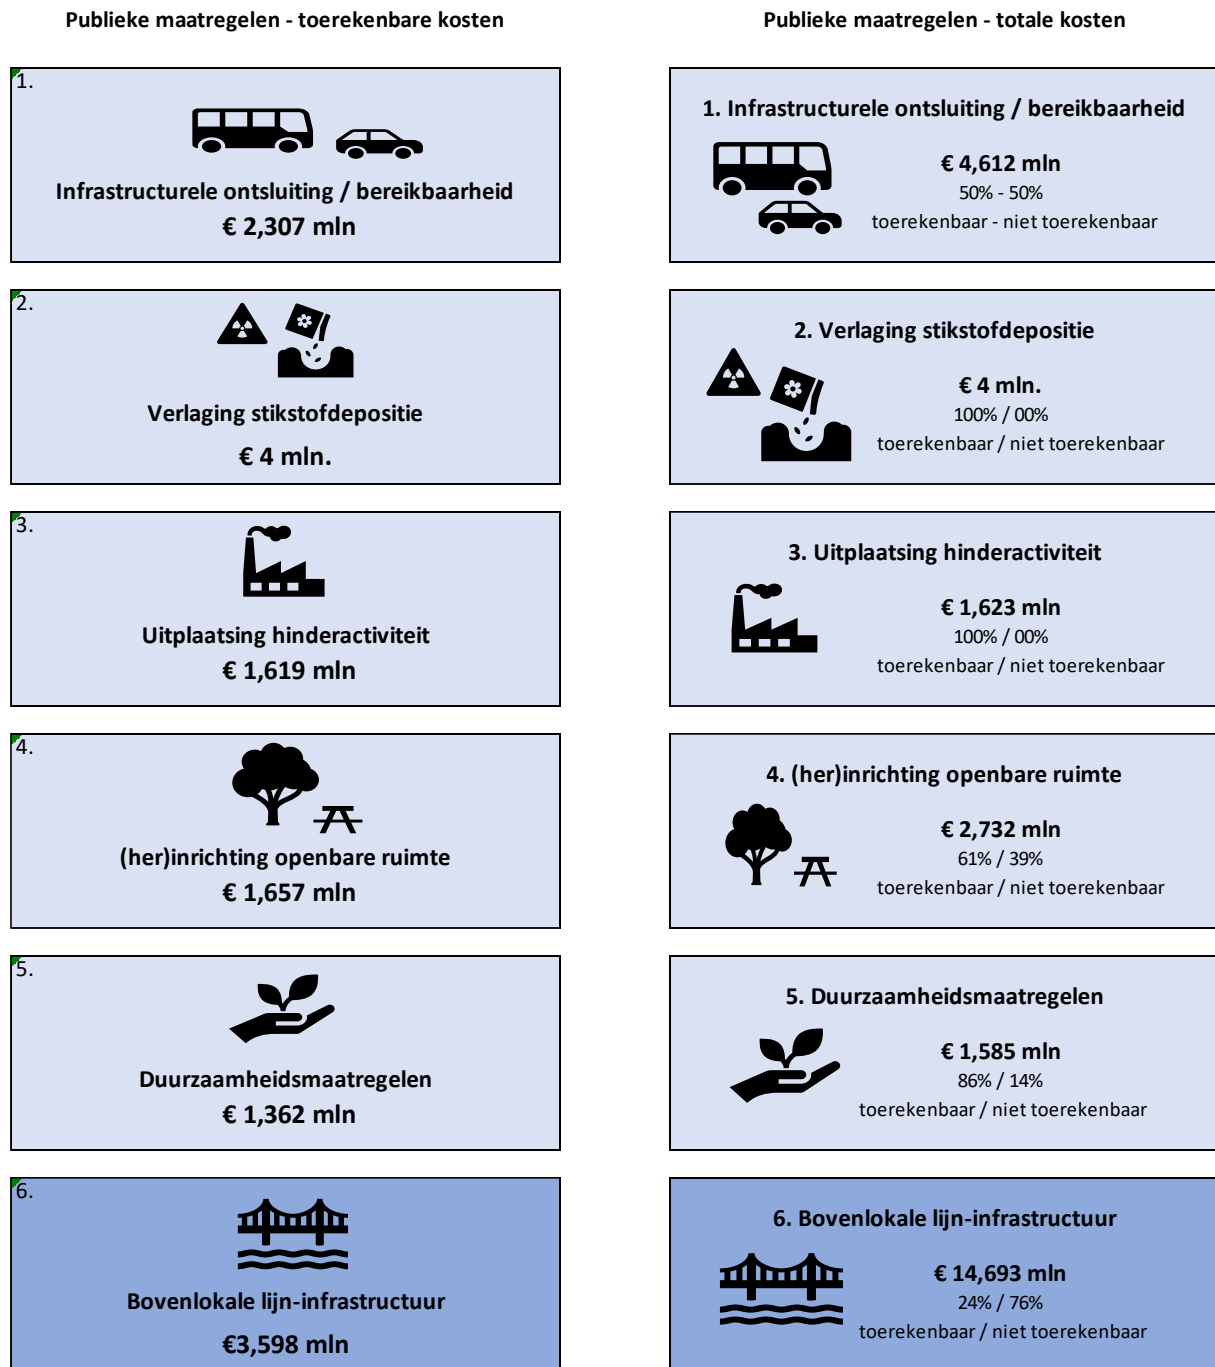 Publieke maatregelen - toerekenbare kosten
1.
Infrastructurele ontsluiting / bereikbaarheid
€ 2,307 mln
2.
Verlaging stikstofdepositie
€ 4 mln.
3.
Uitplaatsing hinderactiviteit
€ 1,619 mln
4.
(her)inrichting openbare ruimte
€ 1,657 mln
5.
Duurzaamheidsmaatregelen
€ 1,362 mln
6.
Bovenlokale lijn-infrastructuur
€3,598 mln
Publieke maatregelen - totale kosten
1. Infrastructurele ontsluiting / bereikbaarheid
€ 4,612 mln
50% - 50%
toerekenbaar - niet toerekenbaar
2. Verlaging stikstofdepositie
€ 4 mln.
100% / 00%
toerekenbaar / niet toerekenbaar
3. Uitplaatsing hinderactiviteit
€ 1,623 mln
100% / 00%
toerekenbaar / niet toerekenbaar
4. (her)inrichting openbare ruimte
€ 2,732 mln
61% / 39%
toerekenbaar / niet toerekenbaar
5. Duurzaamheidsmaatregelen
€ 1,585 mln
86% / 14%
toerekenbaar / niet toerekenbaar
6. Bovenlokale lijn-infrastructuur
€ 14,693 mln
24% / 76%
toerekenbaar / niet toerekenbaar